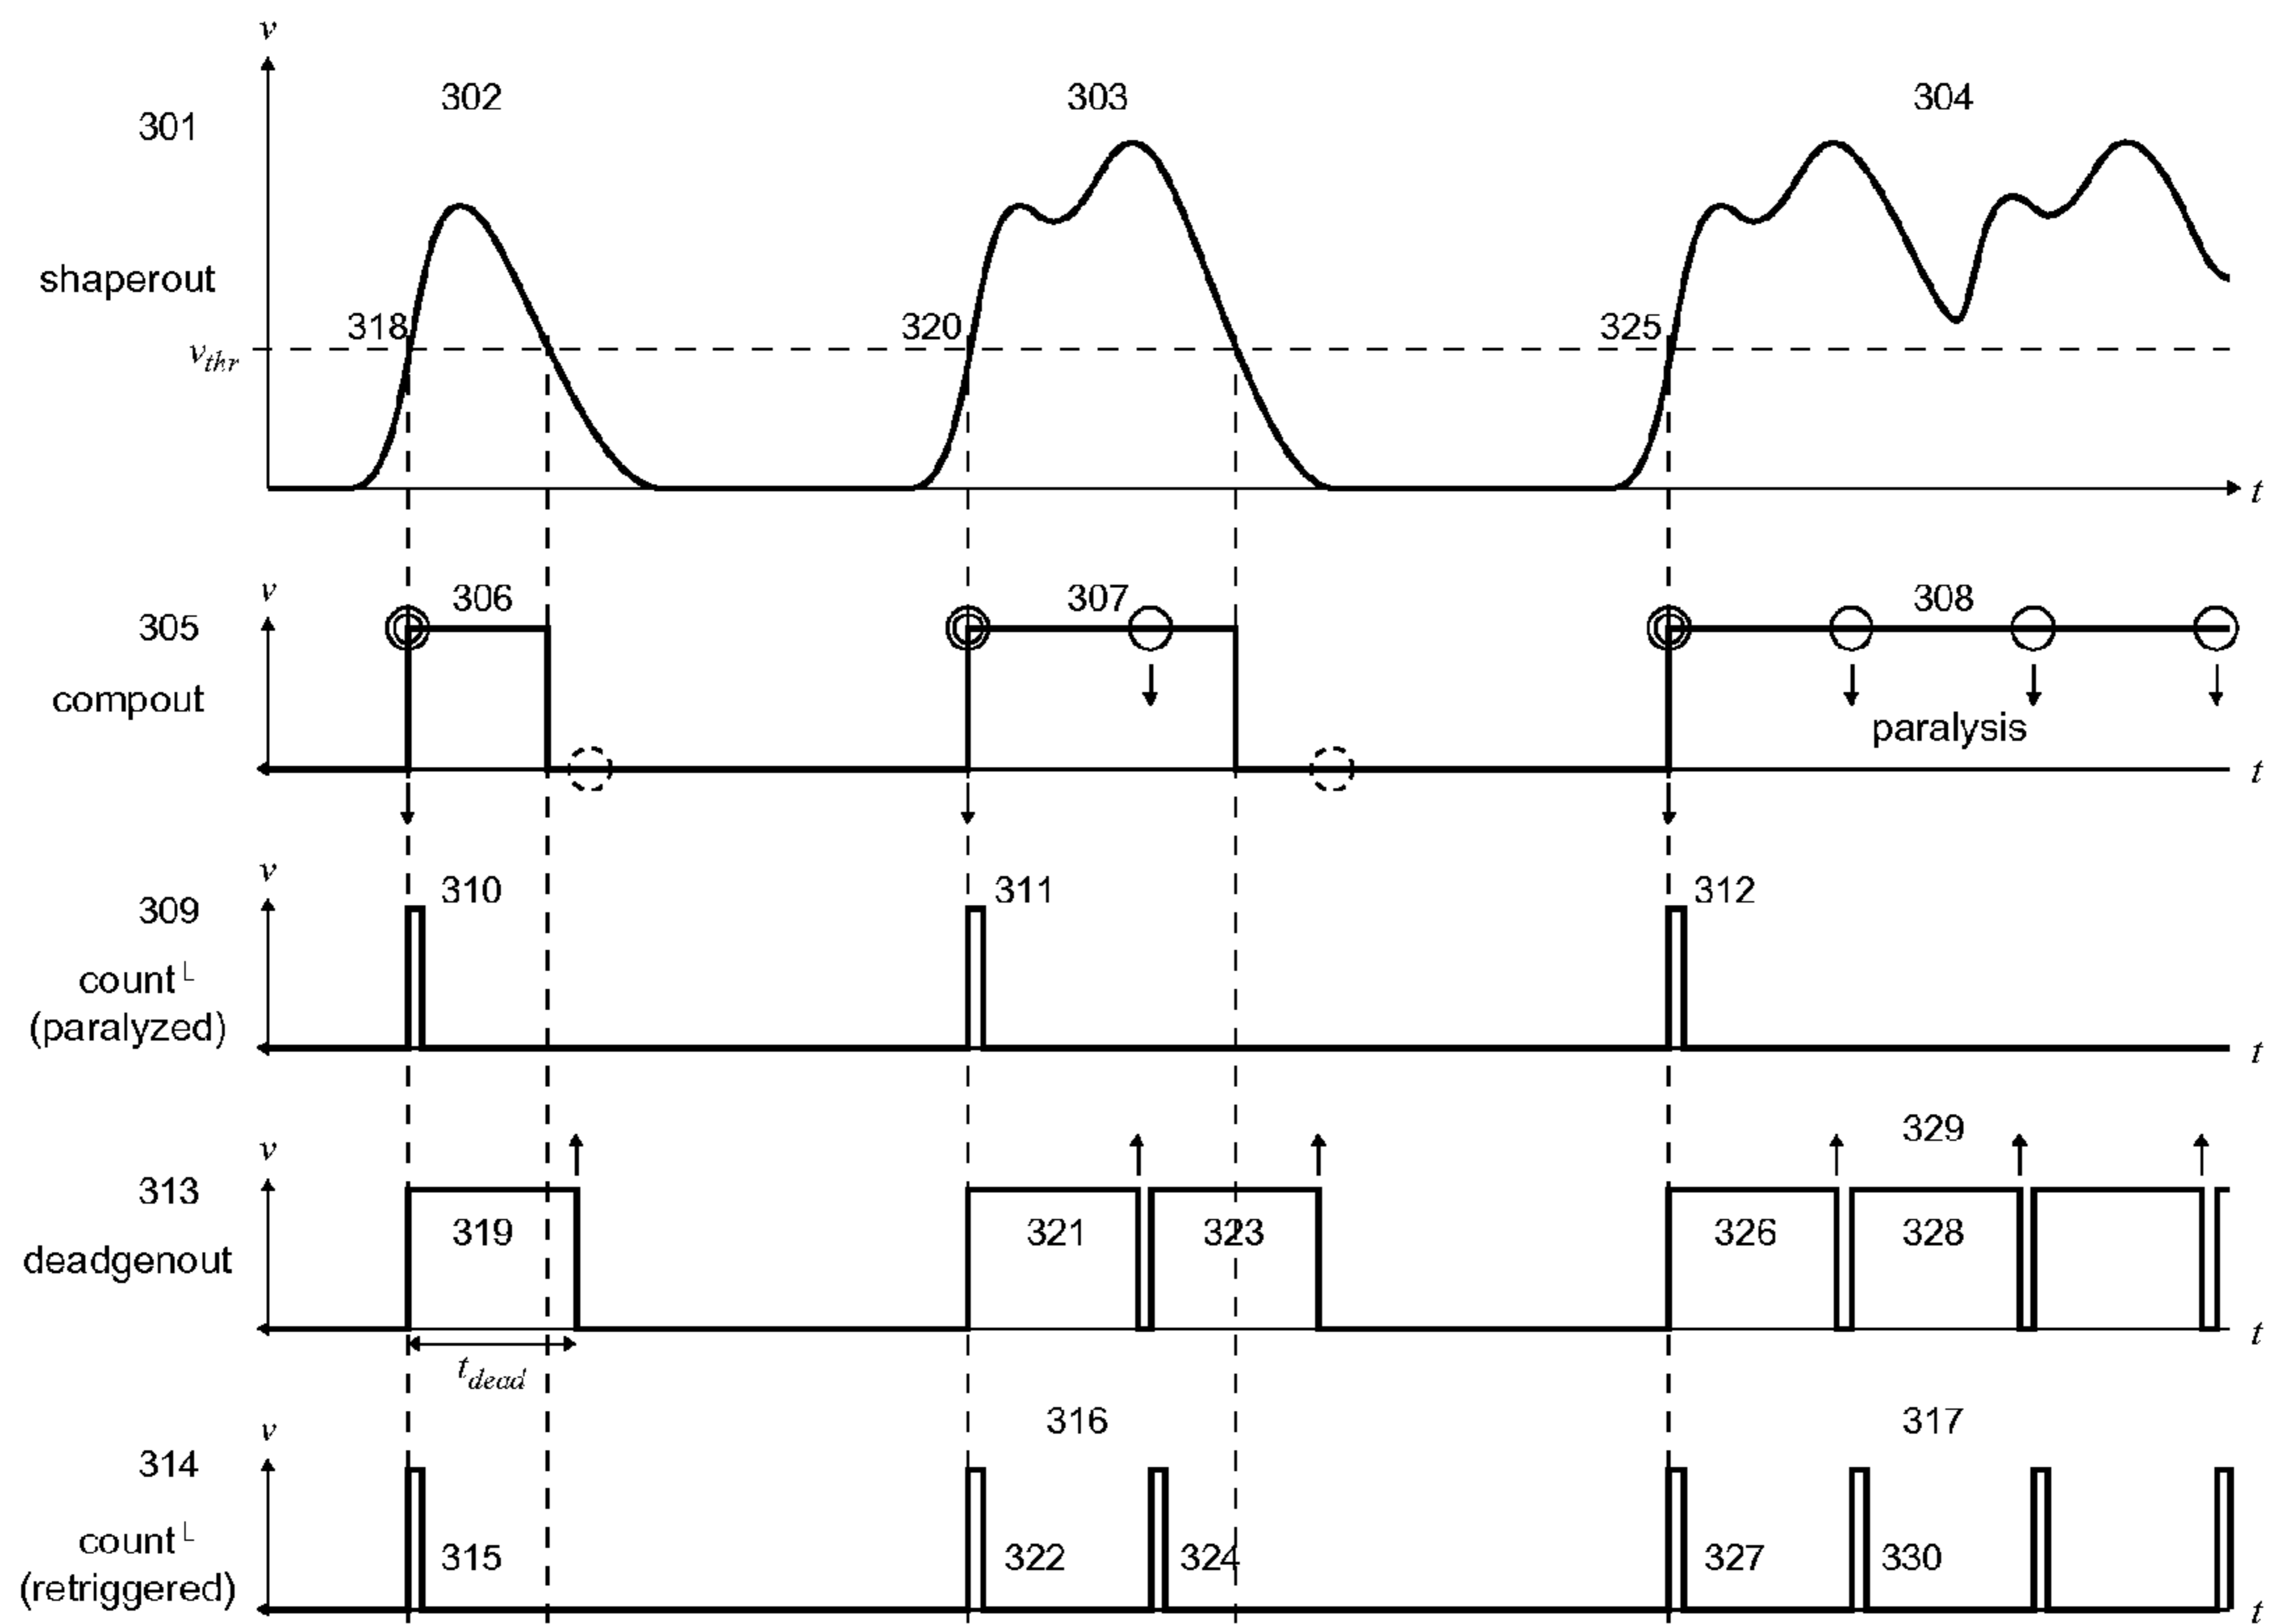 v
302 303 304
301
shaperout
318 320 325
v_thr
t
v
306 307 308
305
compout
paralysis
t
v
310 311 312
309
count└
(paralyzed)
t
329
v
313
319 321 323 326 328
deadgenout
t
t_dead
316 317
v
314
count└
315 322 324 327 330
(retriggered)
t